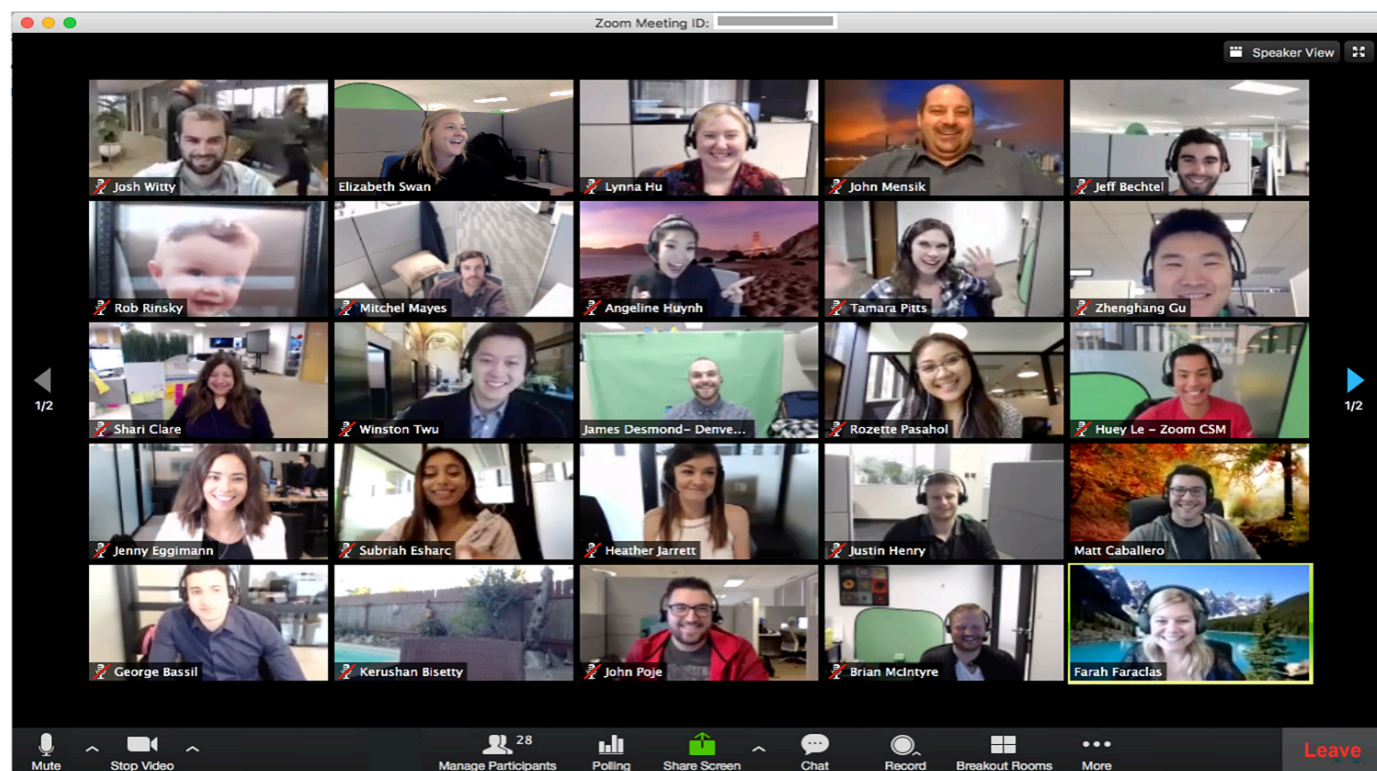 Zoom Meeting ID:
Speaker View
Josh Witty
Elizabeth Swan
Lynna Hu
John Mensik
Jeff Bechtel
Rob Rinsky
Mitchel Mayes
Angeline Huynh
Tamara Pitts
Zhenghang Gu
1/2
1/2
Shari Clare
Winston Twu
James Desmond- Denve...
Rozette Pasahol
Huey Le - Zoom CSM
Jenny Eggimann
Subriah Esharc
Heather Jarrett
Justin Henry
Matt Caballero
George Bassil
Kerushan Bisetty
John Poje
Brian McIntyre
Farah Faraclas
Mute
Stop Video
Manage Participants
28
Polling
Share Screen
Chat
Record
Breakout Rooms
More
Leave